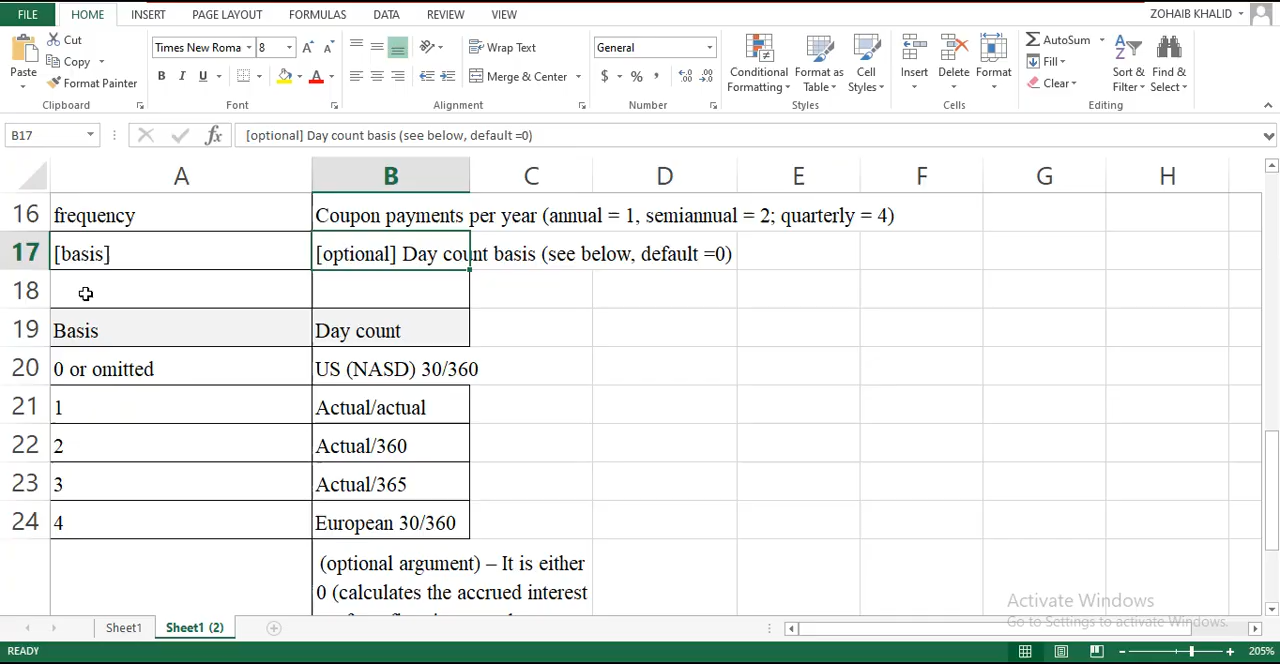 FILE HOME INSERT PAGE LAYOUT FORMULAS DATA REVIEW VIEW ZOHAIB KHALID
Paste
Cut
Copy
Format Painter
Clipboard
Times New Roma 8
B I U A
Font
Wrap Text
Merge & Center
Alignment
General
$ % ,
Number
Conditional Formatting
Format as Table
Cell Styles
Styles
Insert
Delete
Format
Cells
AutoSum
Fill
Clear
Sort & Filter
Find & Select
Editing
B17 fx [optional] Day count basis (see below, default =0)
A B C D E F G H
16 frequency Coupon payments per year (annual = 1, semiannual = 2; quarterly = 4)
17 [basis] [optional] Day count basis (see below, default =0)
18
19 Basis Day count
20 0 or omitted US (NASD) 30/360
21 1 Actual/actual
22 2 Actual/360
23 3 Actual/365
24 4 European 30/360
(optional argument) – It is either
0 (calculates the accrued interest
Activate Windows
Go to Settings to activate Windows.
Sheet1 Sheet1 (2)
READY 205%